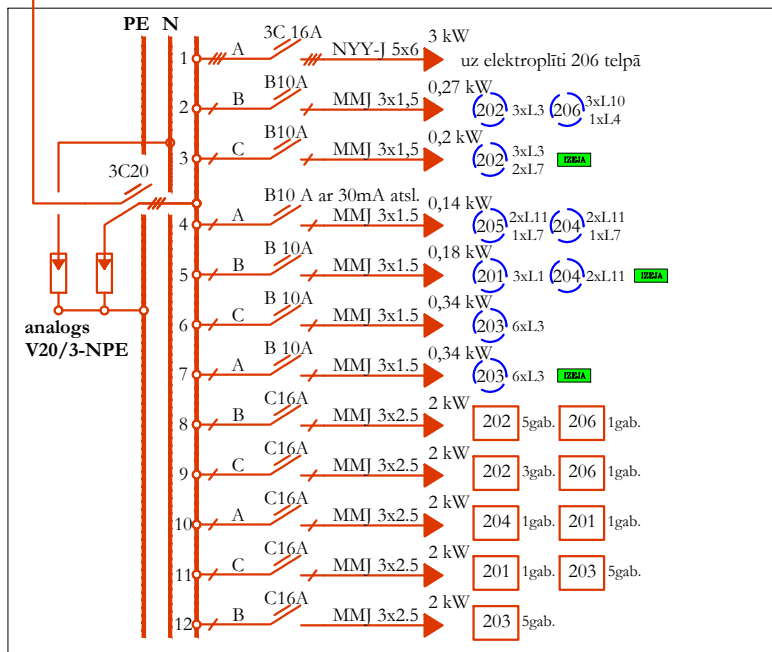 PE N
1 A 3C 16A NYY-J 5x6 3 kW uz elektroplīti 206 telpā
2 B B10A MMJ 3x1,5 0,27 kW 202 3xL3 206 3xL10 1xL4
3 C B10A MMJ 3x1,5 0,2 kW 202 3xL3 2xL7 IZEJA
3C20
4 A B10 A ar 30mA atsl. MMJ 3x1.5 0,14 kW 205 2xL11 1xL7 204 2xL11 1xL7
5 B B 10A MMJ 3x1.5 0,18 kW 201 3xL1 204 2xL11 IZEJA
analogs
V20/3-NPE
6 C B 10A MMJ 3x1.5 0,34 kW 203 6xL3
7 A B 10A MMJ 3x1.5 0,34 kW 203 6xL3 IZEJA
8 B C16A MMJ 3x2.5 2 kW 202 5gab. 206 1gab.
9 C C16A MMJ 3x2.5 2 kW 202 3gab. 206 1gab.
10 A C16A MMJ 3x2.5 2 kW 204 1gab. 201 1gab.
11 C C16A MMJ 3x2.5 2 kW 201 1gab. 203 5gab.
12 B C16A MMJ 3x2.5 2 kW 203 5gab.